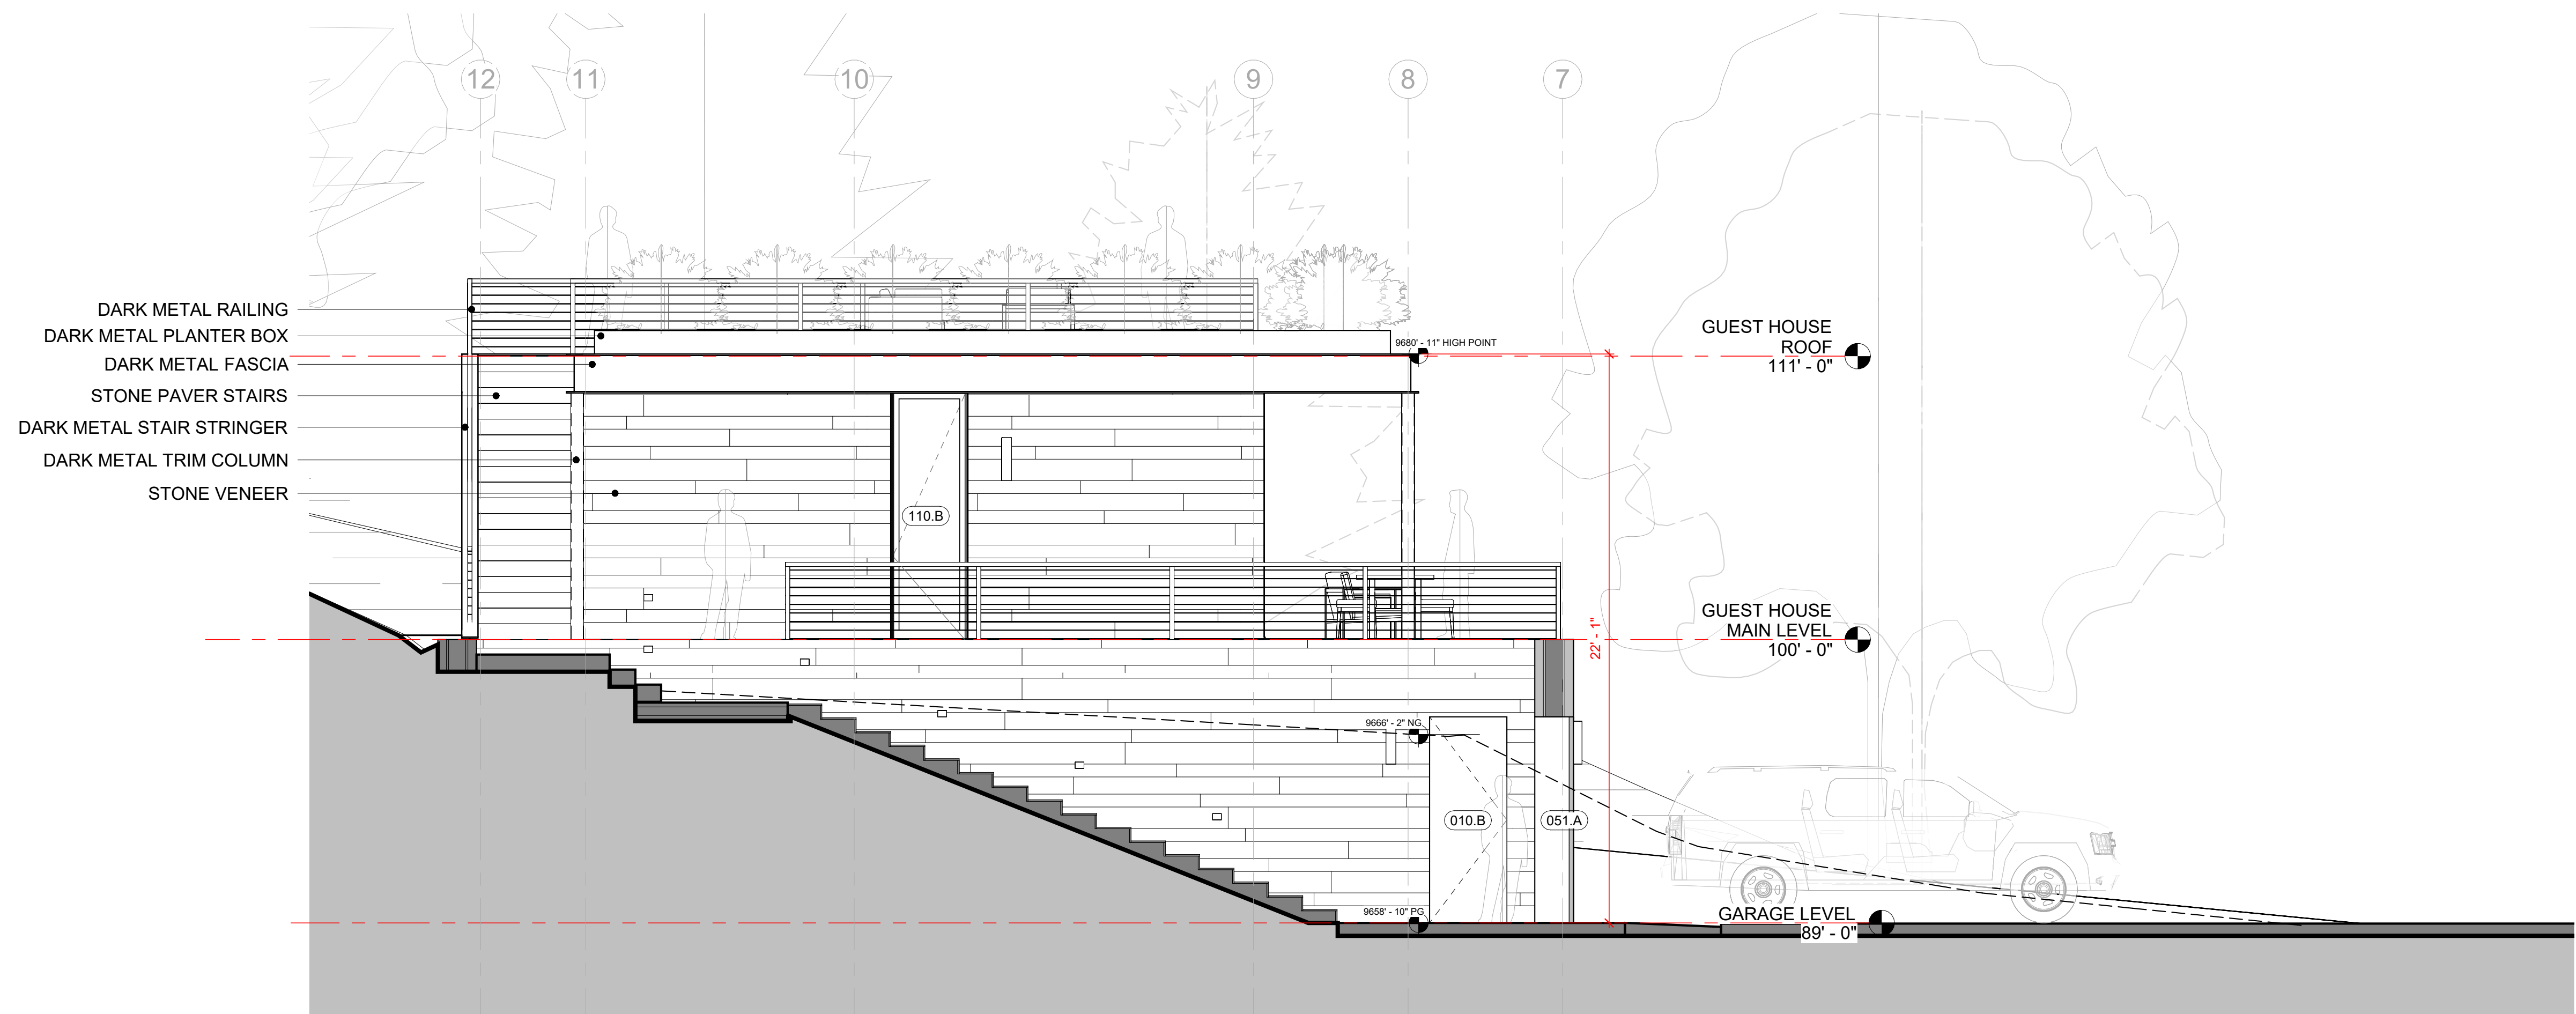 12
11
10
9
8
7
DARK METAL RAILING
DARK METAL PLANTER BOX
DARK METAL FASCIA
STONE PAVER STAIRS
DARK METAL STAIR STRINGER
DARK METAL TRIM COLUMN
STONE VENEER
9680' - 11" HIGH POINT
GUEST HOUSE
ROOF
111' - 0"
110.B
GUEST HOUSE
MAIN LEVEL
100' - 0"
22' - 1"
9666' - 2" NG
010.B
051.A
9658' - 10" PG
GARAGE LEVEL
89' - 0"